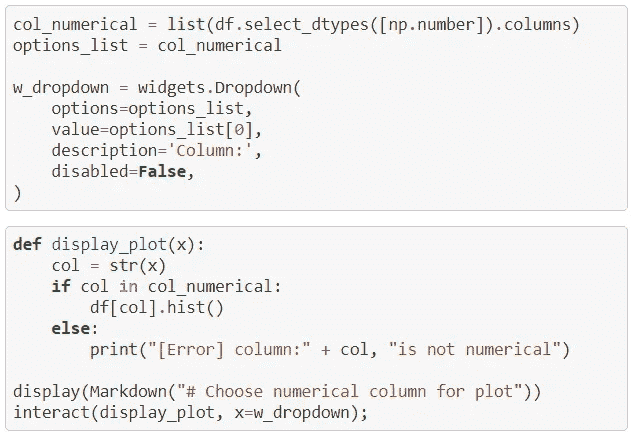 col_numerical = list(df.select_dtypes([np.number]).columns)
options_list = col_numerical
w_dropdown = widgets.Dropdown(
    options=options_list,
    value=options_list[0],
    description='Column:',
    disabled=False,
)
def display_plot(x):
    col = str(x)
    if col in col_numerical:
        df[col].hist()
    else:
        print("[Error] column:" + col, "is not numerical")
display(Markdown("# Choose numerical column for plot"))
interact(display_plot, x=w_dropdown);